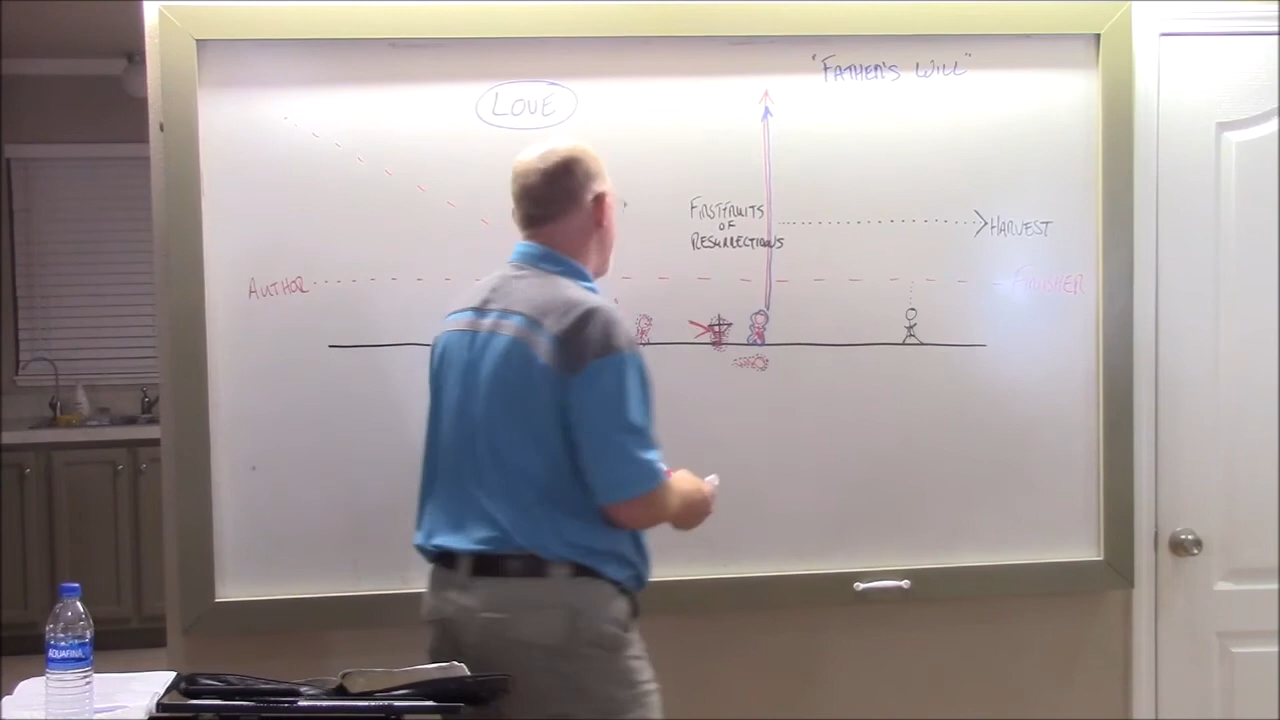 "FATHER'S WILL"
LOVE
FIRSTFRUITS
OF
RESURRECTIONS
HARVEST
AUTHOR
FINISHER
AQUAFINA